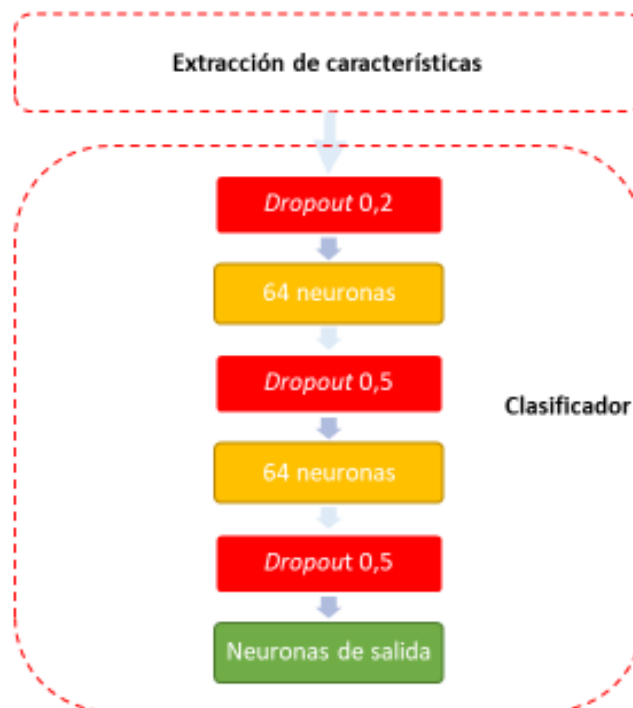 Extracción de características
Dropout 0,2
64 neuronas
Dropout 0,5
Clasificador
64 neuronas
Dropout 0,5
Neuronas de salida